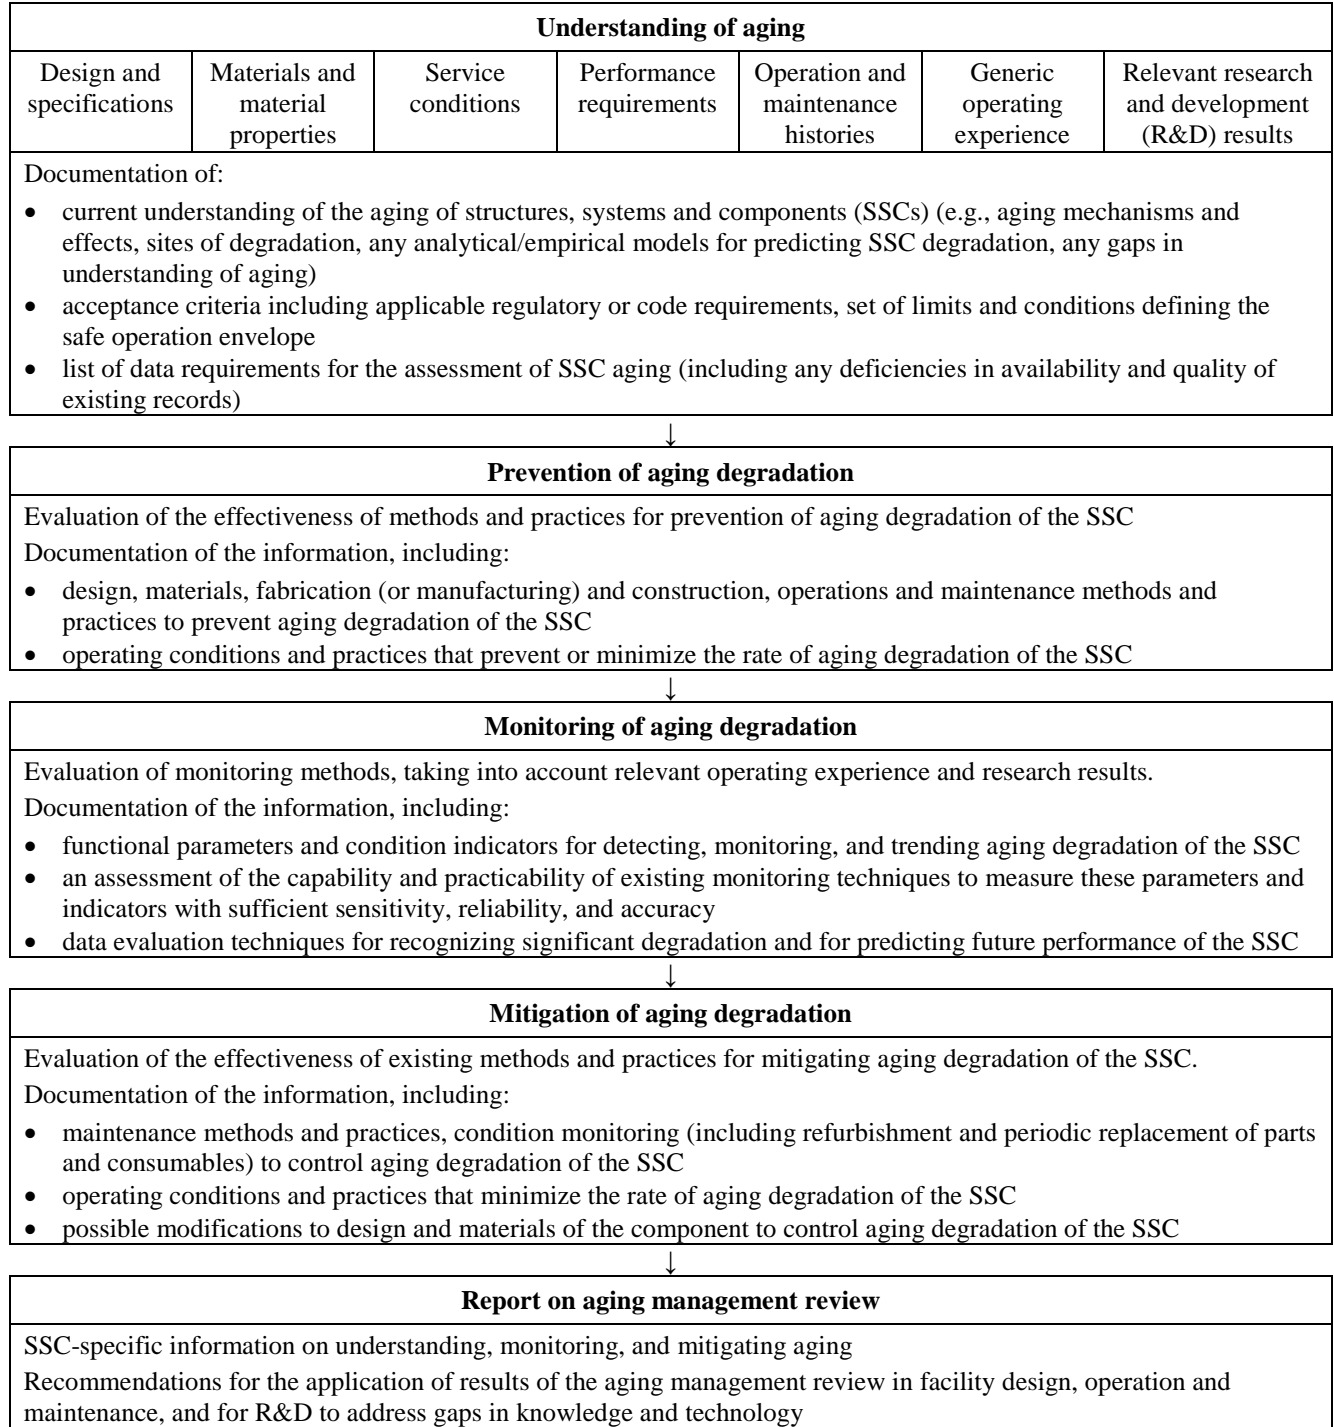 Understanding of aging
Design and specifications
Materials and material properties
Service conditions
Performance requirements
Operation and maintenance histories
Generic operating experience
Relevant research and development (R&D) results
Documentation of:
• current understanding of the aging of structures, systems and components (SSCs) (e.g., aging mechanisms and
effects, sites of degradation, any analytical/empirical models for predicting SSC degradation, any gaps in
understanding of aging)
• acceptance criteria including applicable regulatory or code requirements, set of limits and conditions defining the
safe operation envelope
• list of data requirements for the assessment of SSC aging (including any deficiencies in availability and quality of
existing records)
↓
Prevention of aging degradation
Evaluation of the effectiveness of methods and practices for prevention of aging degradation of the SSC
Documentation of the information, including:
• design, materials, fabrication (or manufacturing) and construction, operations and maintenance methods and
practices to prevent aging degradation of the SSC
• operating conditions and practices that prevent or minimize the rate of aging degradation of the SSC
↓
Monitoring of aging degradation
Evaluation of monitoring methods, taking into account relevant operating experience and research results.
Documentation of the information, including:
• functional parameters and condition indicators for detecting, monitoring, and trending aging degradation of the SSC
• an assessment of the capability and practicability of existing monitoring techniques to measure these parameters and
indicators with sufficient sensitivity, reliability, and accuracy
• data evaluation techniques for recognizing significant degradation and for predicting future performance of the SSC
↓
Mitigation of aging degradation
Evaluation of the effectiveness of existing methods and practices for mitigating aging degradation of the SSC.
Documentation of the information, including:
• maintenance methods and practices, condition monitoring (including refurbishment and periodic replacement of parts
and consumables) to control aging degradation of the SSC
• operating conditions and practices that minimize the rate of aging degradation of the SSC
• possible modifications to design and materials of the component to control aging degradation of the SSC
↓
Report on aging management review
SSC-specific information on understanding, monitoring, and mitigating aging
Recommendations for the application of results of the aging management review in facility design, operation and
maintenance, and for R&D to address gaps in knowledge and technology